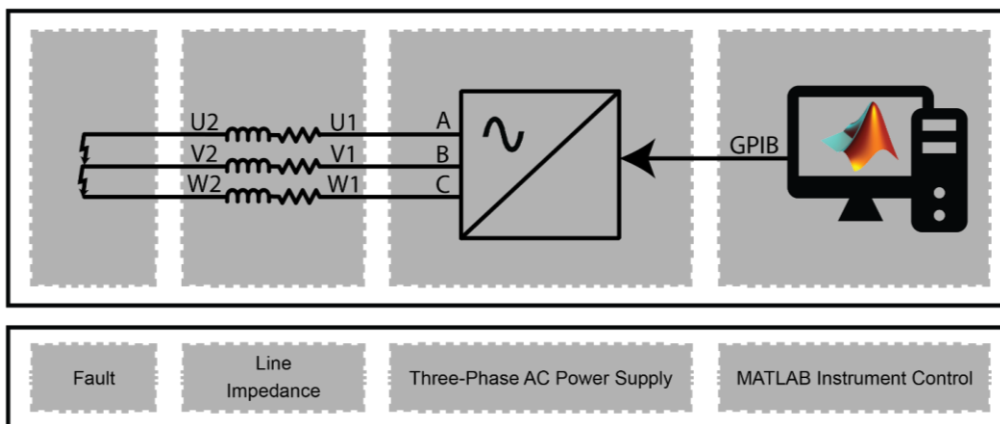 U2 U1 A
V2 V1 B GPIB
W2 W1 C
Fault
Line
Impedance
Three-Phase AC Power Supply
MATLAB Instrument Control